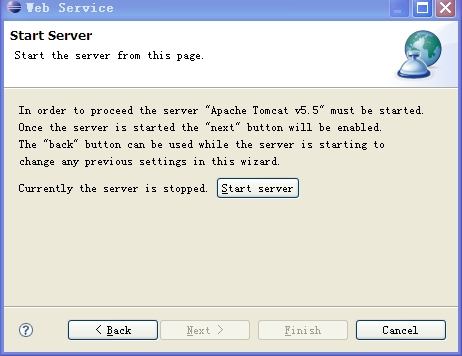 Web Service
Start Server
Start the server from this page.
In order to proceed the server "Apache Tomcat v5.5" must be started.
Once the server is started the "next" button will be enabled.
The "back" button can be used while the server is starting to
change any previous settings in this wizard.
Currently the server is stopped. Start server
? < Back Next > Finish Cancel